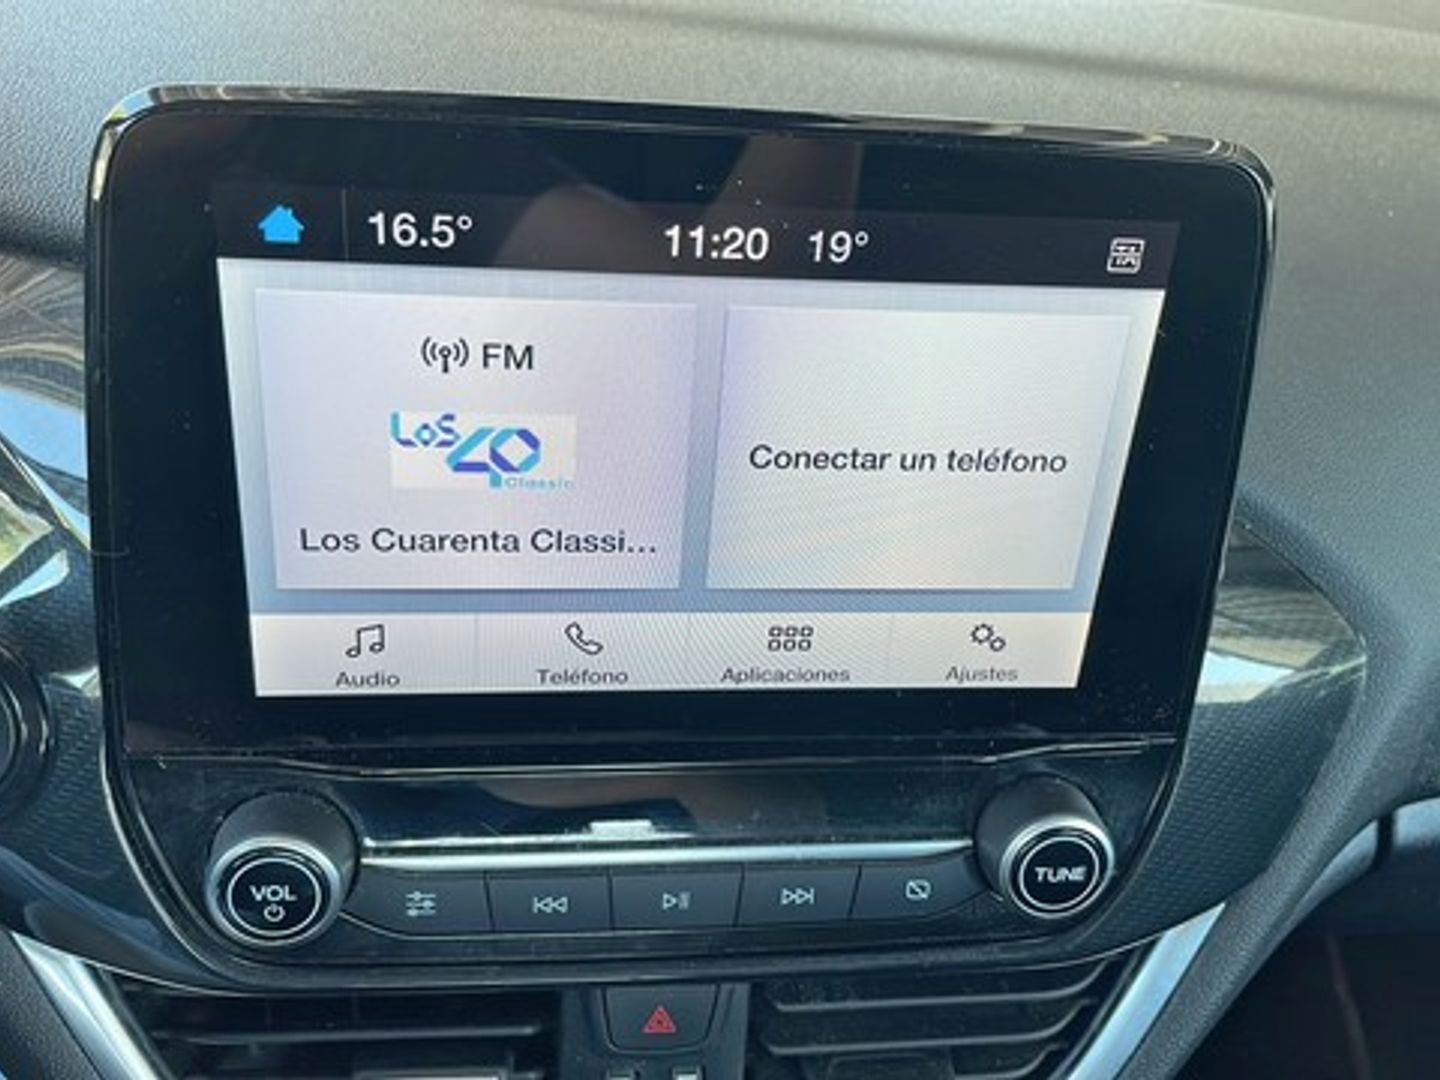 16.5° 11:20 19° TA
FM
Los 40
Classic
Los Cuarenta Classi...
Conectar un teléfono
Audio Teléfono Aplicaciones Ajustes
VOL
TUNE